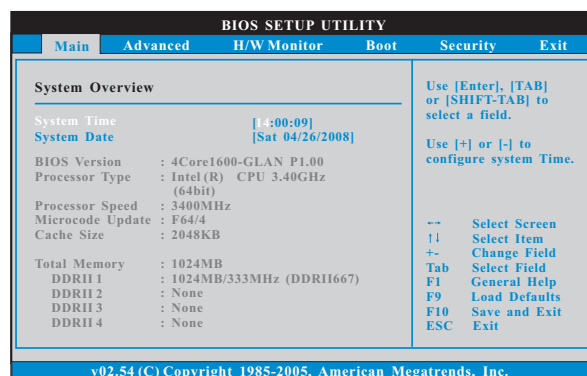 BIOS SETUP UTILITY
Main Advanced H/W Monitor Boot Security Exit
System Overview
System Time [14:00:09]
System Date [Sat 04/26/2008]
BIOS Version : 4Core1600-GLAN P1.00
Processor Type : Intel (R) CPU 3.40GHz
(64bit)
Processor Speed : 3400MHz
Microcode Update : F64/4
Cache Size : 2048KB
Total Memory : 1024MB
DDRII 1 : 1024MB/333MHz (DDRII667)
DDRII 2 : None
DDRII 3 : None
DDRII 4 : None
Use [Enter], [TAB]
or [SHIFT-TAB] to
select a field.
Use [+] or [-] to
configure system Time.
←→ Select Screen
↑↓ Select Item
+- Change Field
Tab Select Field
F1 General Help
F9 Load Defaults
F10 Save and Exit
ESC Exit
v02.54 (C) Copyright 1985-2005, American Megatrends, Inc.